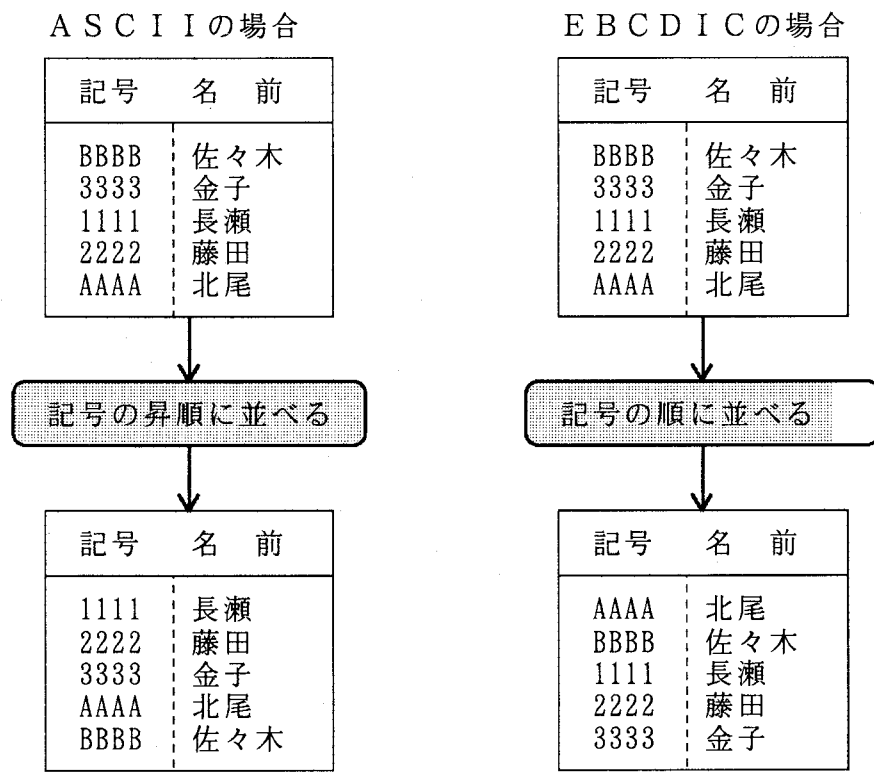 ＡＳＣＩＩの場合
記号 名 前
BBBB 佐々木
3333 金子
1111 長瀬
2222 藤田
AAAA 北尾
記号の昇順に並べる
記号 名 前
1111 長瀬
2222 藤田
3333 金子
AAAA 北尾
BBBB 佐々木
ＥＢＣＤＩＣの場合
記号 名 前
BBBB 佐々木
3333 金子
1111 長瀬
2222 藤田
AAAA 北尾
記号の順に並べる
記号 名 前
AAAA 北尾
BBBB 佐々木
1111 長瀬
2222 藤田
3333 金子